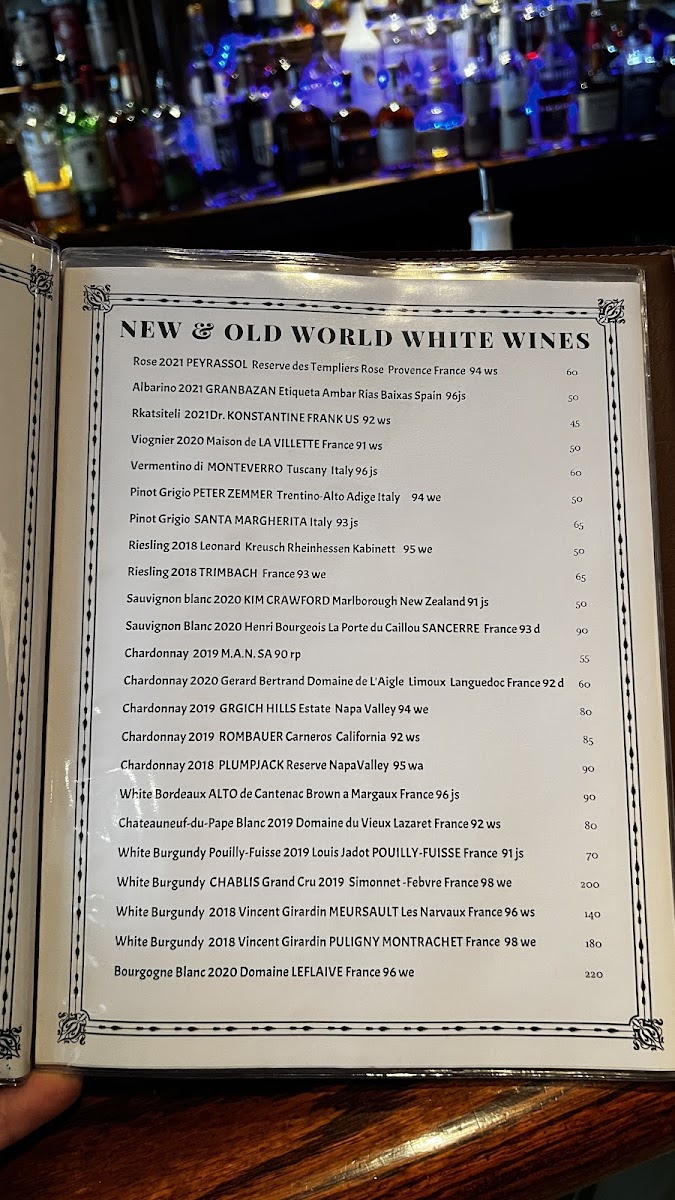 NEW & OLD WORLD WHITE WINES
Rose 2021 PEYRASSOL Reserve des Templiers Rose Provence France 94 ws 60
Albarino 2021 GRANBAZAN Etiqueta Ambar Rias Baixas Spain 96js 50
Rkatsiteli 2021Dr. KONSTANTINE FRANK US 92 ws 45
Viognier 2020 Maison de LA VILLETTE France 91 ws 50
Vermentino di MONTEVERRO Tuscany Italy 96 js 60
Pinot Grigio PETER ZEMMER Trentino-Alto Adige Italy 94 we 50
Pinot Grigio SANTA MARGHERITA Italy 93 js 65
Riesling 2018 Leonard Kreusch Rheinhessen Kabinett 95 we 50
Riesling 2018 TRIMBACH France 93 we 65
Sauvignon blanc 2020 KIM CRAWFORD Marlborough New Zealand 91 js 50
Sauvignon Blanc 2020 Henri Bourgeois La Porte du Caillou SANCERRE France 93 d 90
Chardonnay 2019 M.A.N. SA 90 rp 55
Chardonnay 2020 Gerard Bertrand Domaine de L'Aigle Limoux Languedoc France 92 d 60
Chardonnay 2019 GRGICH HILLS Estate Napa Valley 94 we 80
Chardonnay 2019 ROMBAUER Carneros California 92 ws 85
Chardonnay 2018 PLUMPJACK Reserve NapaValley 95 wa 90
White Bordeaux ALTO de Cantenac Brown a Margaux France 96 js 90
Chateauneuf-du-Pape Blanc 2019 Domaine du Vieux Lazaret France 92 ws 80
White Burgundy Pouilly-Fuisse 2019 Louis Jadot POUILLY-FUISSE France 91 js 70
White Burgundy CHABLIS Grand Cru 2019 Simonnet -Febvre France 98 we 200
White Burgundy 2018 Vincent Girardin MEURSAULT Les Narvaux France 96 ws 140
White Burgundy 2018 Vincent Girardin PULIGNY MONTRACHET France 98 we 180
Bourgogne Blanc 2020 Domaine LEFLAIVE France 96 we 220